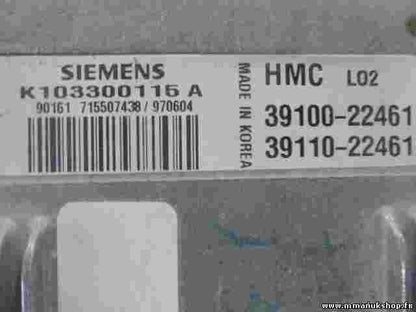 SIEMENS
K103300115 A
90161 715507438 / 970604
MADE IN KOREA
HMC L02
39100-22461
39110-22461
www.mmanukshop.fr